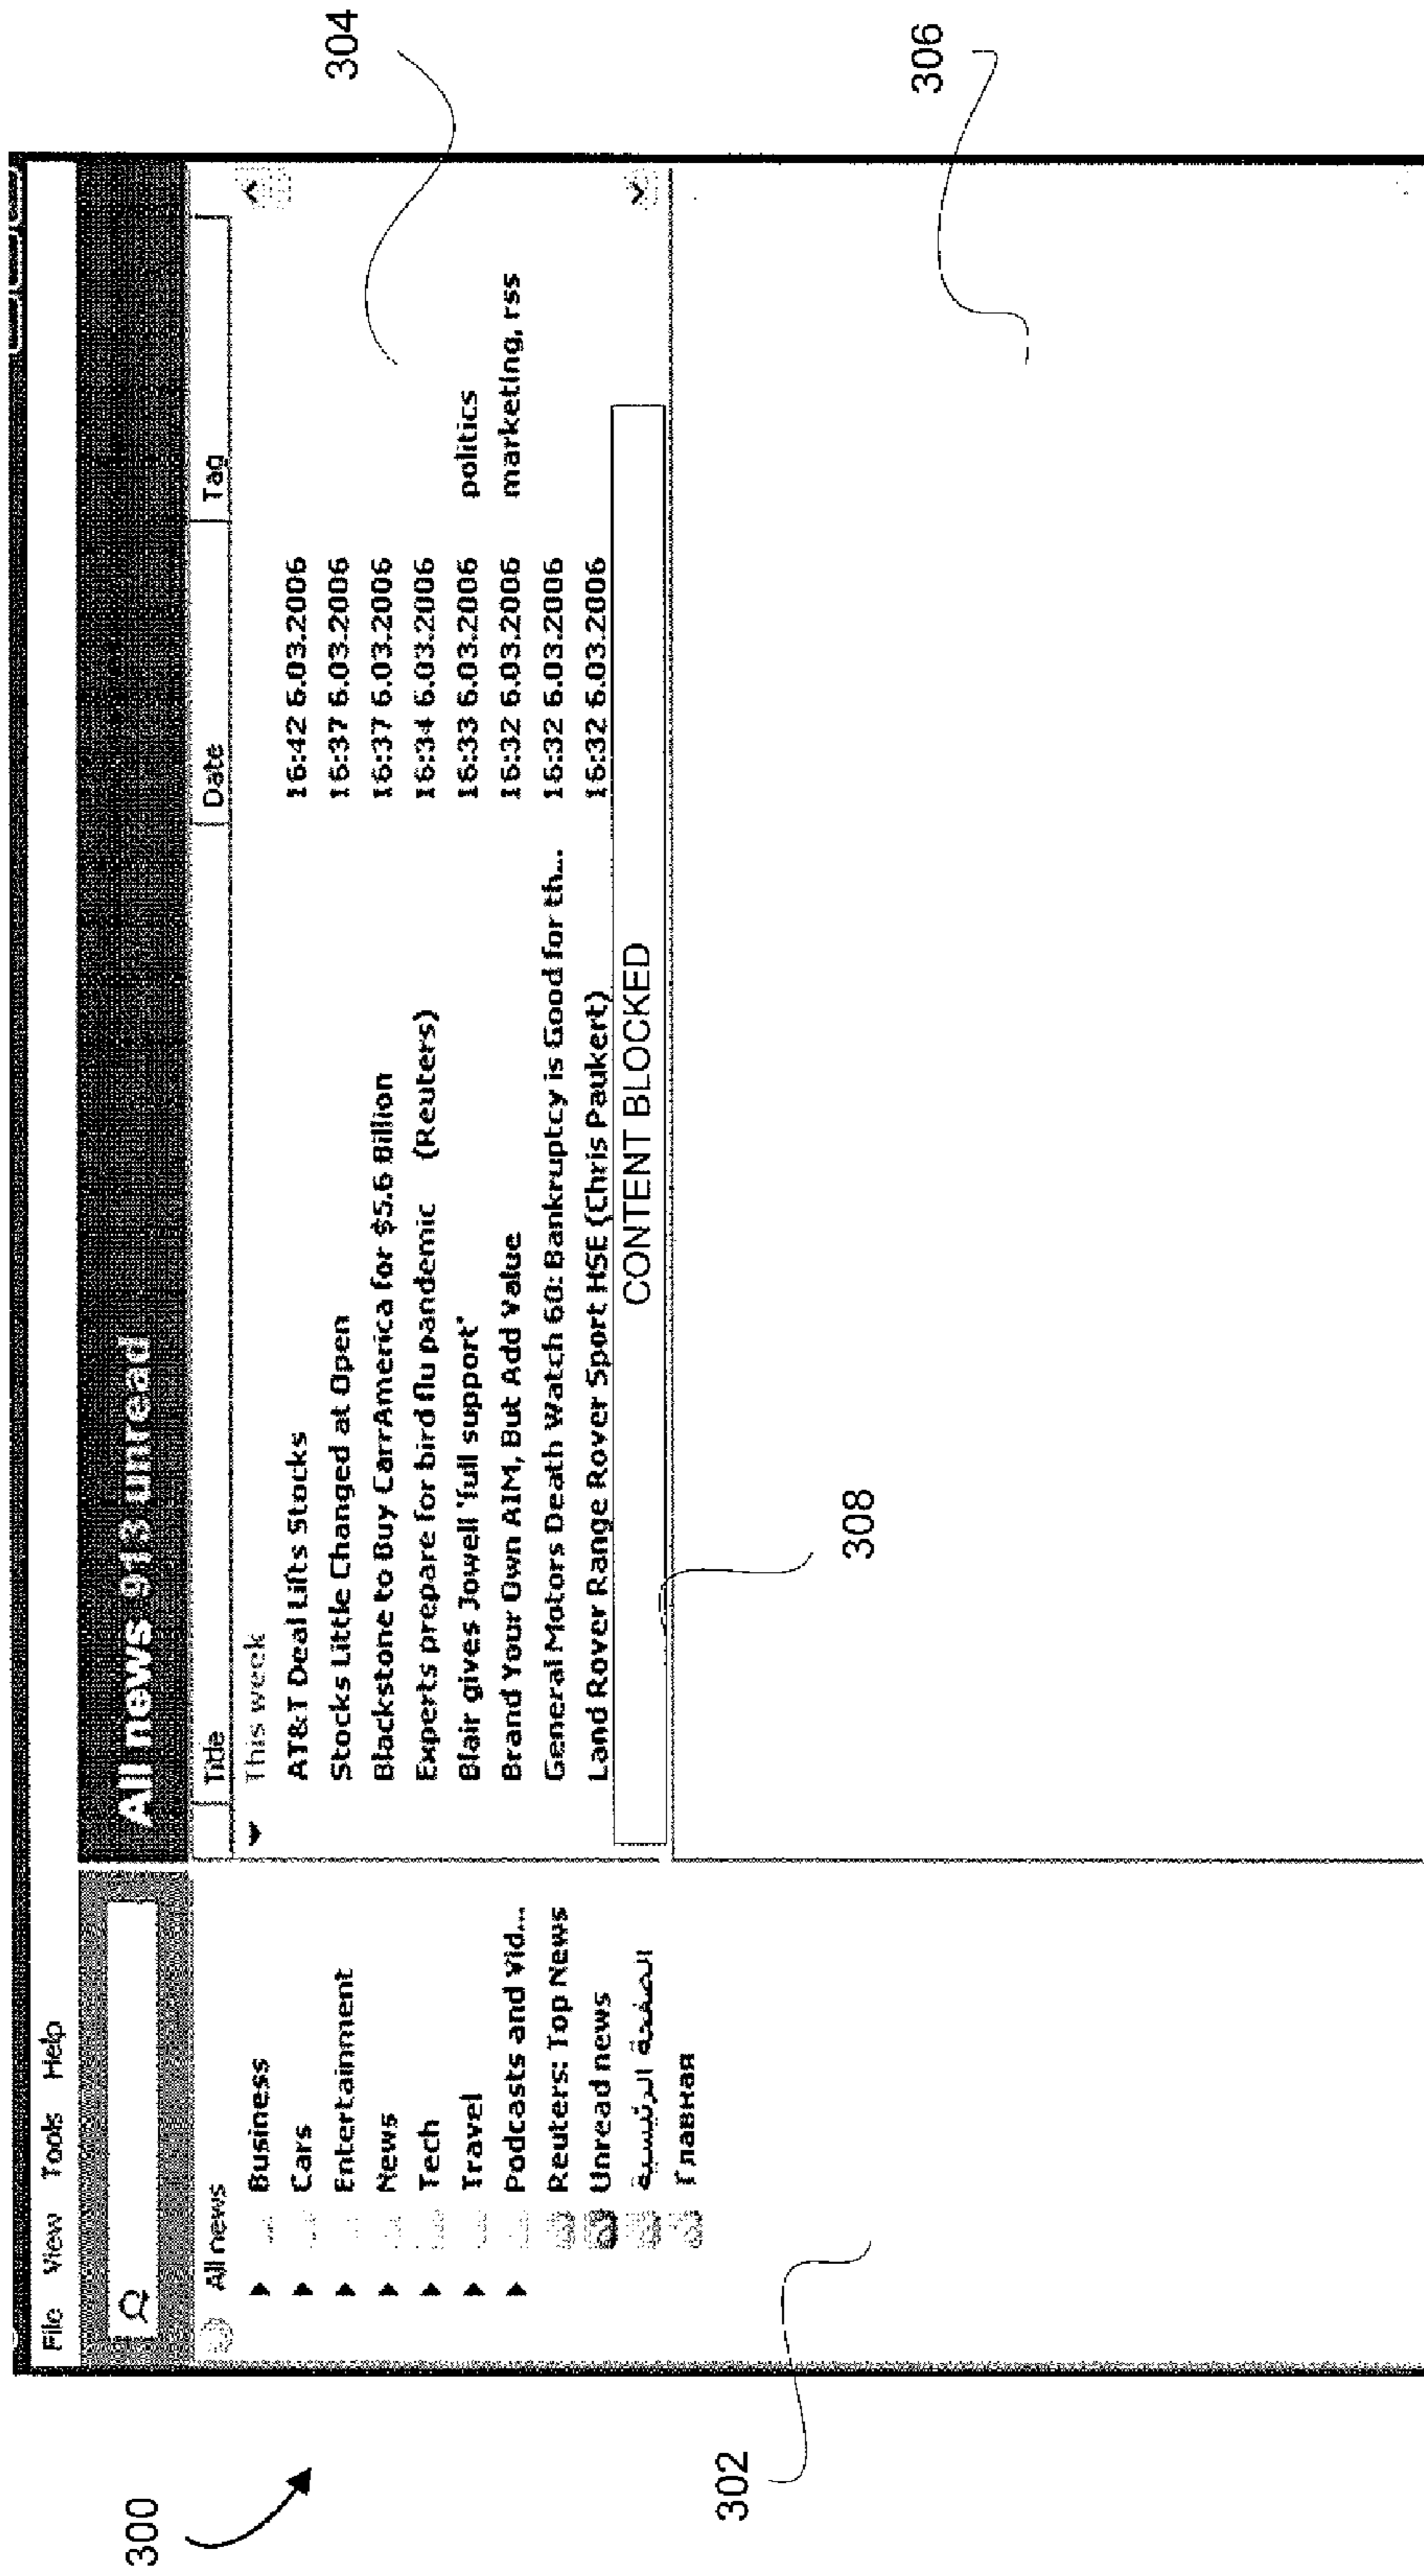 300
File View Tools Help
All news 913 unread
All news
Business
Cars
Entertainment
News
Tech
Travel
Podcasts and Vid...
Reuters: Top News
Unread news
الصفحة الرئيسية
Главная
Title Date Tag
This week
AT&T Deal Lifts Stocks 16:42 6.03.2006
Stocks Little Changed at Open 16:37 6.03.2006
Blackstone to Buy CarrAmerica for $5.6 Billion 16:37 6.03.2006
Experts prepare for bird flu pandemic (Reuters) 16:34 6.03.2006
Blair gives Jowell 'full support' 16:33 6.03.2006 politics
Brand Your Own AIM, But Add Value 16:32 6.03.2006 marketing, rss
General Motors Death Watch 60: Bankruptcy is Good for th... 16:32 6.03.2006
Land Rover Range Rover Sport HSE (Chris Paukert) 16:32 6.03.2006
CONTENT BLOCKED
302
304
306
308